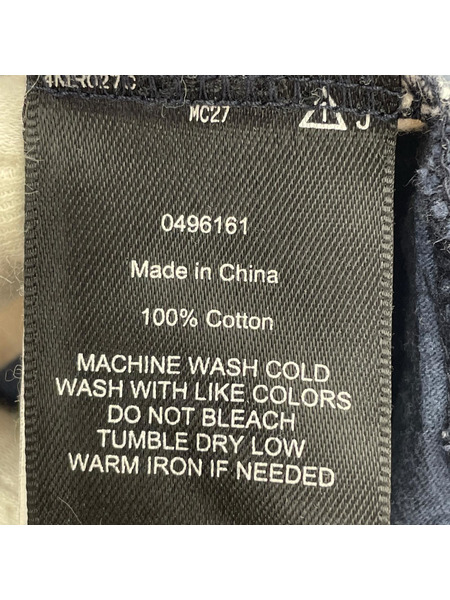 MC27
J
0496161
Made in China
100% Cotton
MACHINE WASH COLD
WASH WITH LIKE COLORS
DO NOT BLEACH
TUMBLE DRY LOW
WARM IRON IF NEEDED